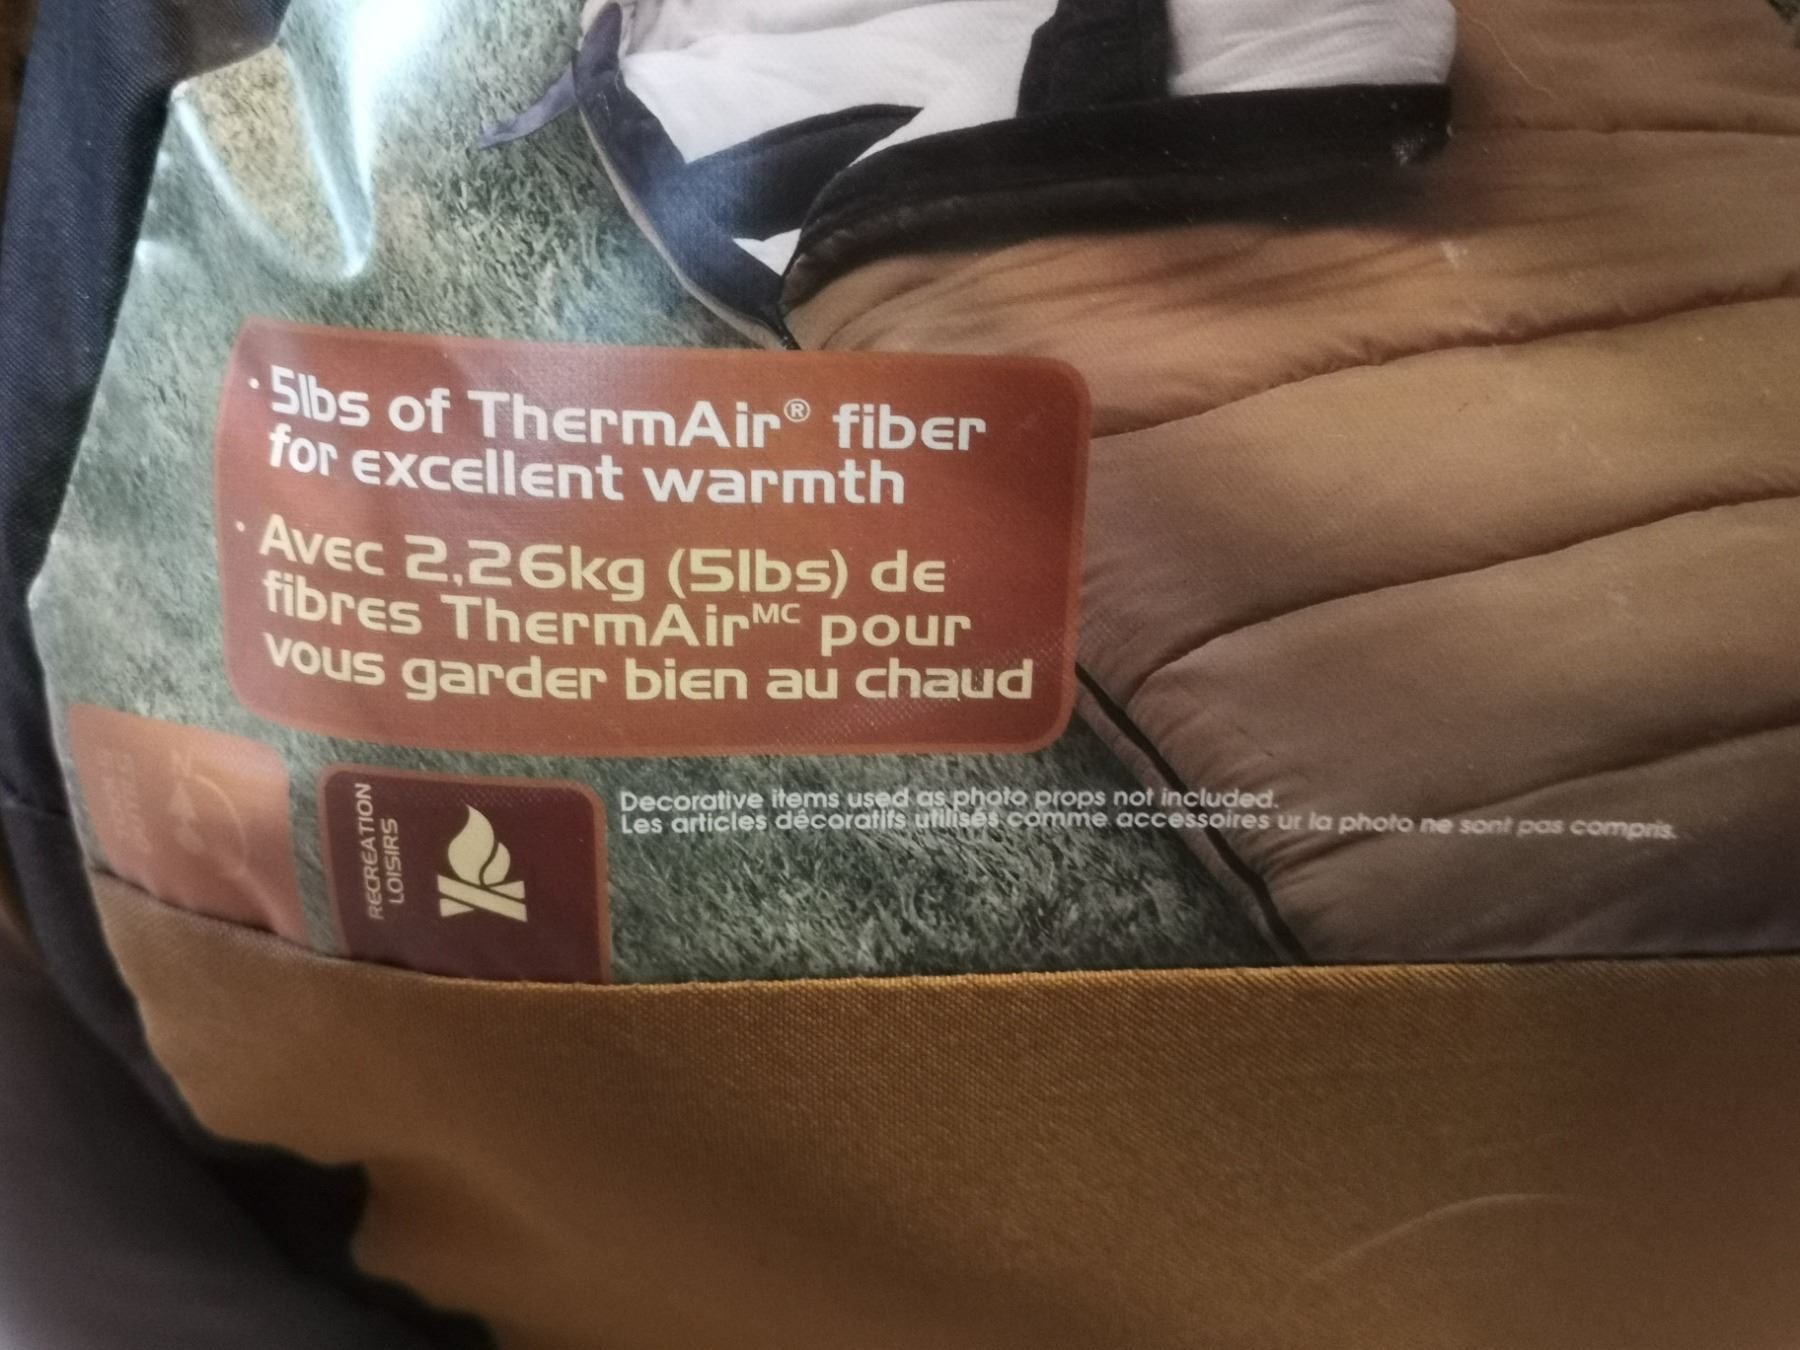 · 5lbs of ThermAir® fiber
for excellent warmth
· Avec 2,26kg (5lbs) de
fibres ThermAirMC pour
vous garder bien au chaud
RECREATION
LOISIRS
Decorative items used as photo props not included.
Les articles décoratifs utilisés comme accessoires ur la photo ne sont pas compris.